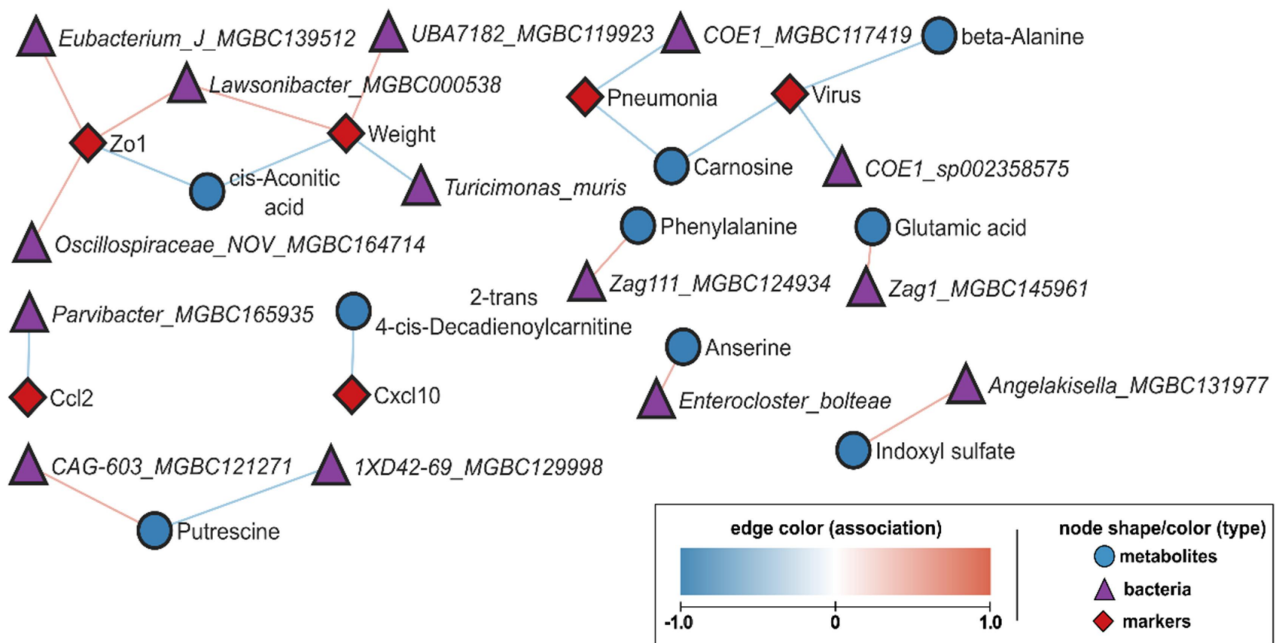 Eubacterium_J_MGBC139512
UBA7182_MGBC119923
COE1_MGBC117419
beta-Alanine
Lawsonibacter_MGBC000538
Pneumonia
Virus
Zo1
Weight
cis-Aconitic
acid
Carnosine
COE1_sp002358575
Turicimonas_muris
Oscillospiraceae_NOV_MGBC164714
Phenylalanine
Glutamic acid
Zag111_MGBC124934
Zag1_MGBC145961
Parvibacter_MGBC165935
2-trans
4-cis-Decadienoylcarnitine
Anserine
Ccl2
Cxcl10
Enterocloster_bolteae
Angelakisella_MGBC131977
Indoxyl sulfate
CAG-603_MGBC121271
1XD42-69_MGBC129998
Putrescine
edge color (association)
-1.0
0
1.0
node shape/color (type)
metabolites
bacteria
markers